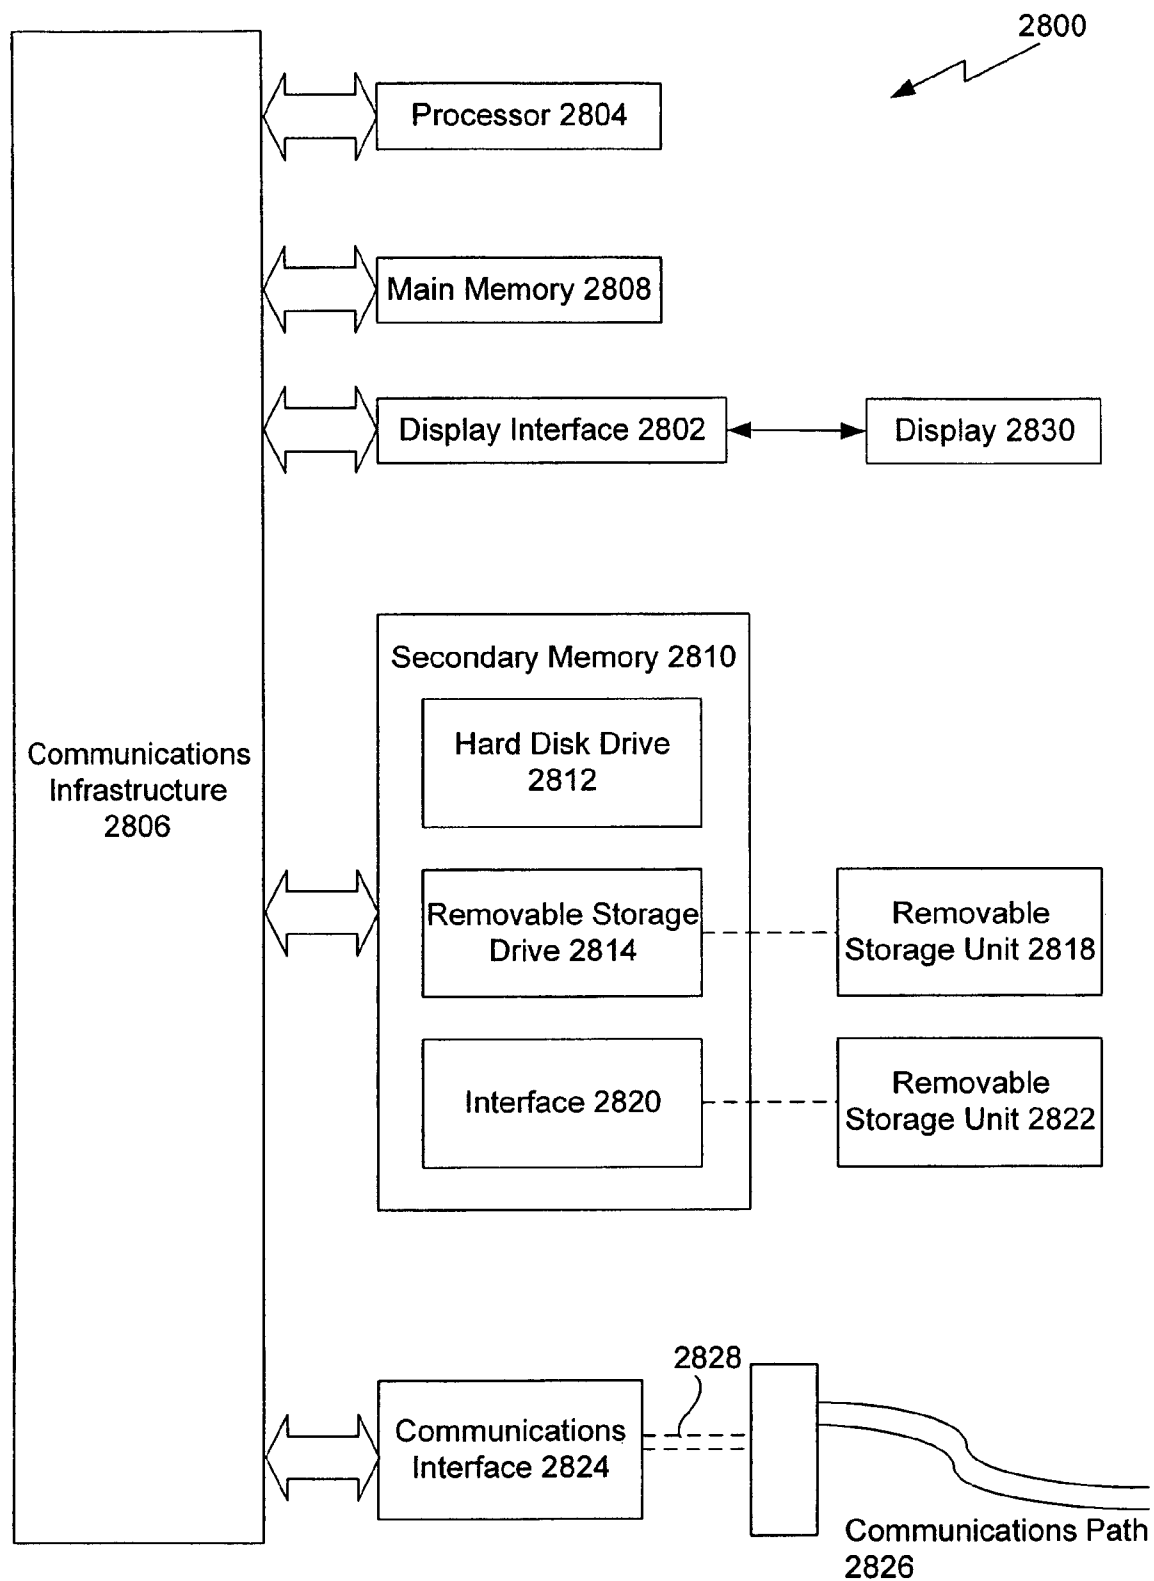 2800
Processor 2804
Main Memory 2808
Display Interface 2802
Display 2830
Secondary Memory 2810
Hard Disk Drive
2812
Communications
Infrastructure
2806
Removable Storage
Drive 2814
Removable
Storage Unit 2818
Interface 2820
Removable
Storage Unit 2822
2828
Communications
Interface 2824
Communications Path
2826